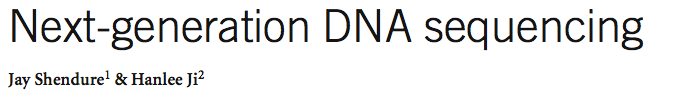 Next-generation DNA sequencing
Jay Shendure¹ & Hanlee Ji²